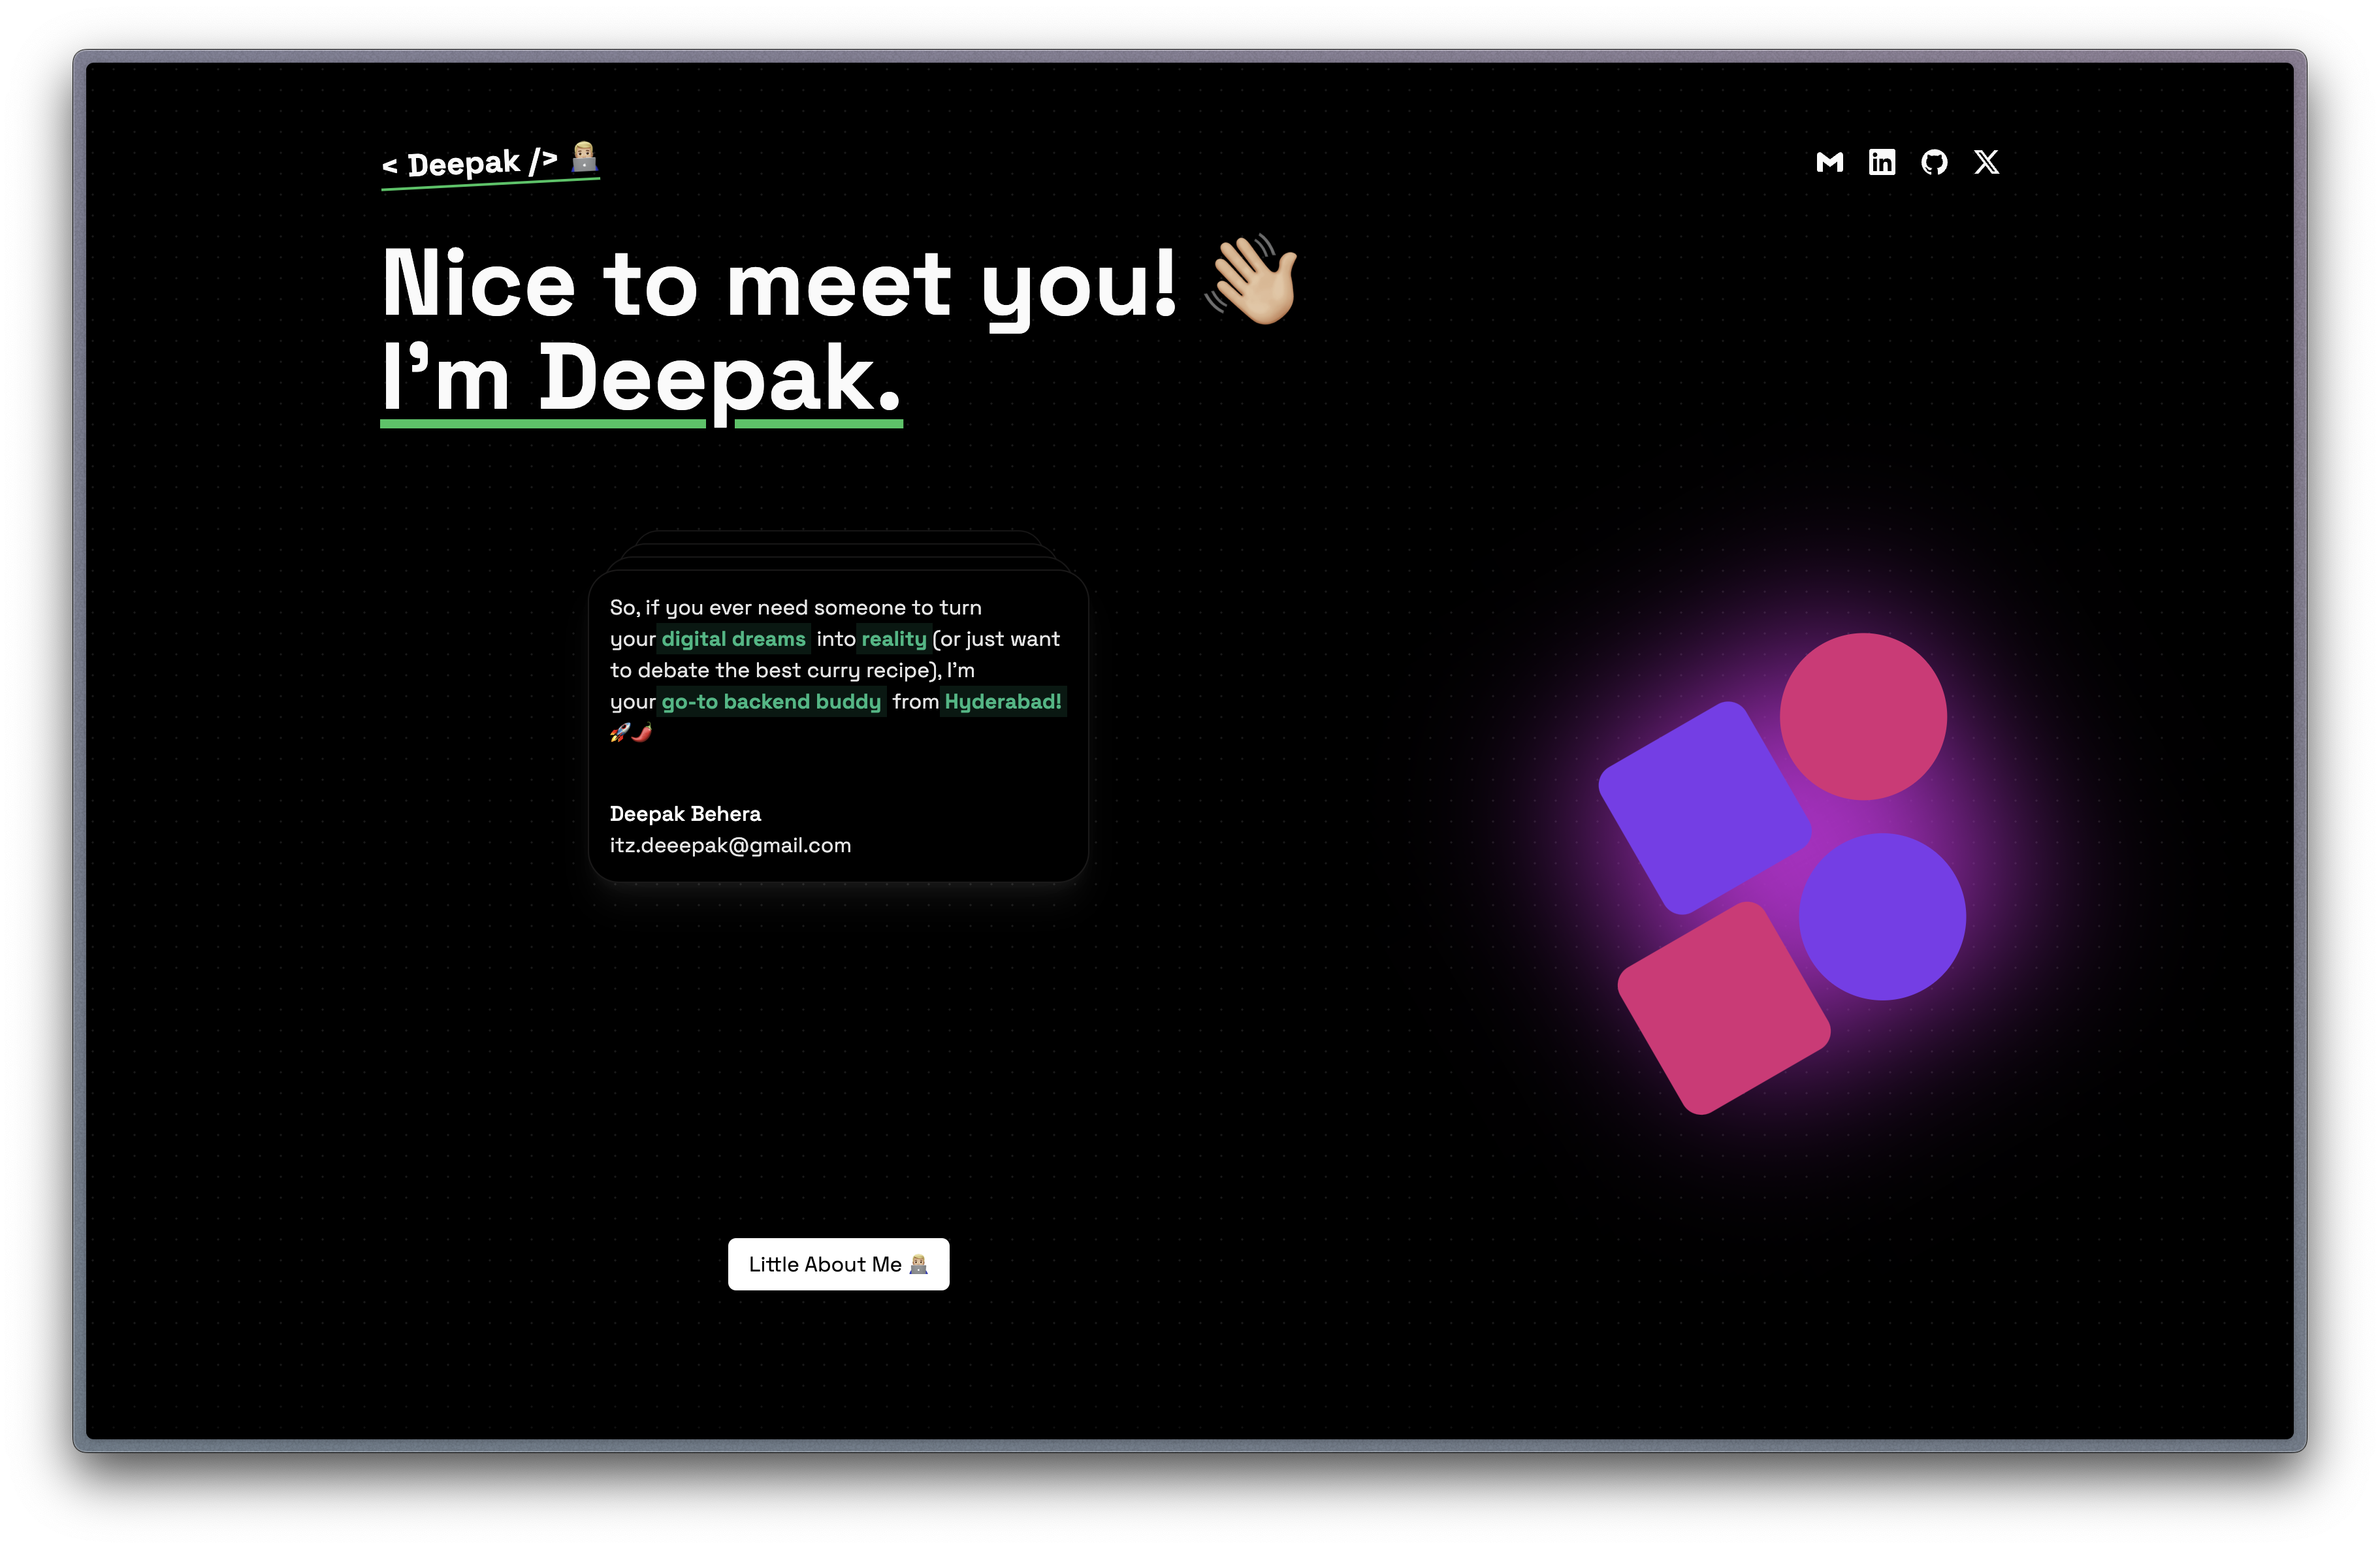 < Deepak /> 👨🏼‍💻
Nice to meet you! 👋🏼
I’m Deepak.
So, if you ever need someone to turn
your digital dreams into reality (or just want
to debate the best curry recipe), I’m
your go-to backend buddy from Hyderabad!
🚀🌶️
Deepak Behera
itz.deeepak@gmail.com
Little About Me 👨🏼‍💻